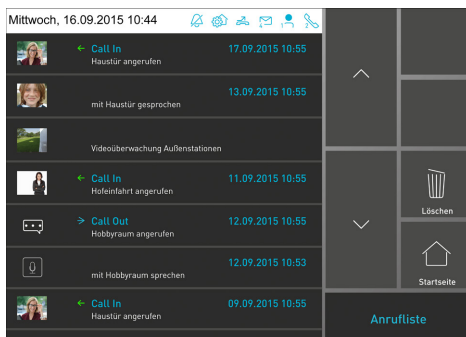 Mittwoch, 16.09.2015 10:44
Call In 17.09.2015 10:55
Haustür angerufen
13.09.2015 10:55
mit Haustür gesprochen
Videoüberwachung Außenstationen
Call In 11.09.2015 10:55
Hofeinfahrt angerufen
Call Out 12.09.2015 10:55
Hobbyraum angerufen
12.09.2015 10:53
mit Hobbyraum sprechen
Call In 09.09.2015 10:55
Haustür angerufen
Löschen
Startseite
Anrufliste